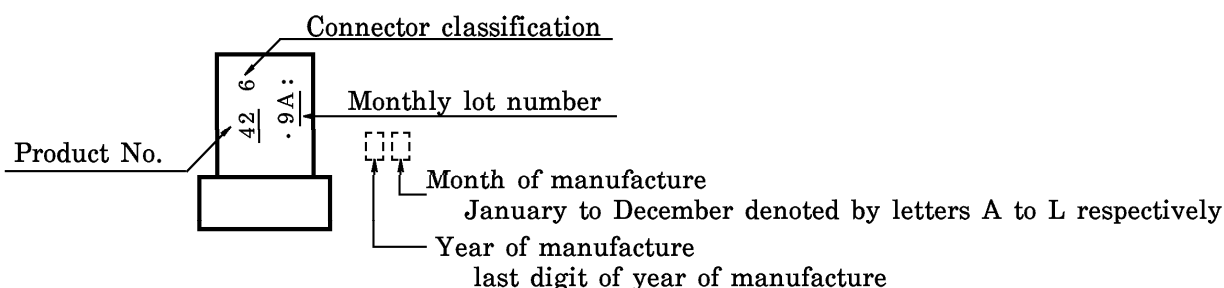 Connector classification
42 6
.9A:
Monthly lot number
Product No.
Month of manufacture
January to December denoted by letters A to L respectively
Year of manufacture
last digit of year of manufacture